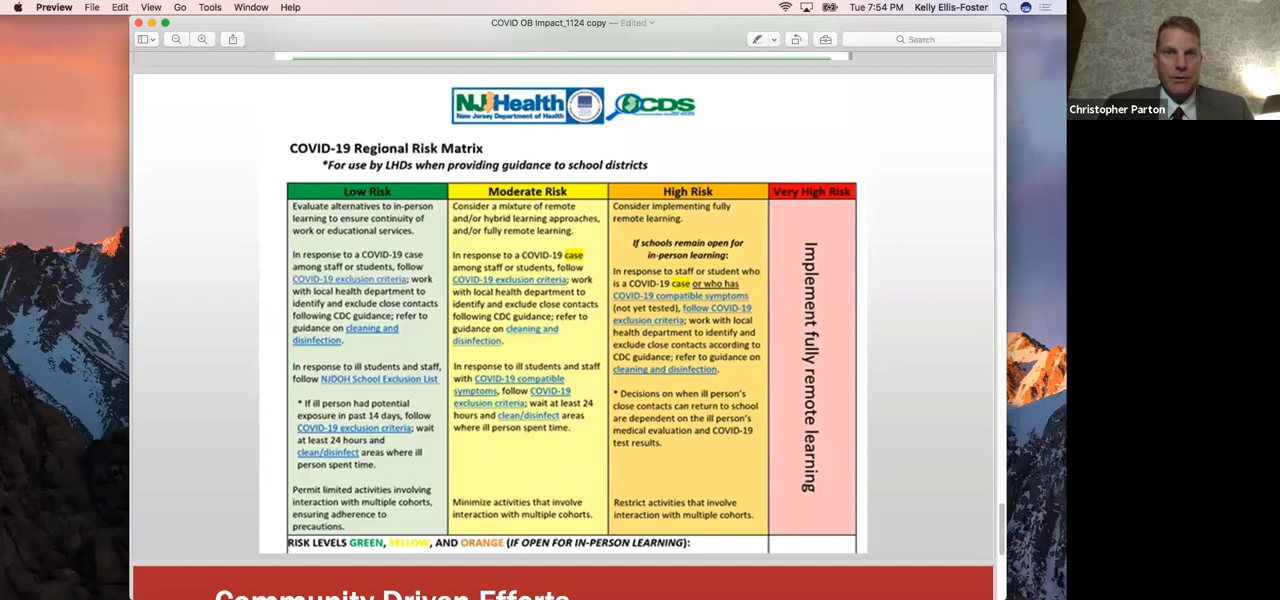 Preview File Edit View Go Tools Window Help Tue 7:54 PM Kelly Ellis-Foster
COVID OB Impact_1124 copy — Edited
Search
Christopher Parton
NJHealth
New Jersey Department of Health
CDS
COVID-19 Regional Risk Matrix
*For use by LHDs when providing guidance to school districts
Low Risk
Evaluate alternatives to in-person
learning to ensure continuity of
work or educational services.
In response to a COVID-19 case
among staff or students, follow
COVID-19 exclusion criteria; work
with local health department to
identify and exclude close contacts
following CDC guidance; refer to
guidance on cleaning and
disinfection.
In response to ill students and staff,
follow NJDOH School Exclusion List
* If ill person had potential
exposure in past 14 days, follow
COVID-19 exclusion criteria; wait
at least 24 hours and
clean/disinfect areas where ill
person spent time.
Permit limited activities involving
interaction with multiple cohorts,
ensuring adherence to
precautions.
Moderate Risk
Consider a mixture of remote
and/or hybrid learning approaches,
and/or fully remote learning.
In response to a COVID-19 case
among staff or students, follow
COVID-19 exclusion criteria; work
with local health department to
identify and exclude close contacts
following CDC guidance; refer to
guidance on cleaning and
disinfection.
In response to ill students and staff
with COVID-19 compatible
symptoms, follow COVID-19
exclusion criteria; wait at least 24
hours and clean/disinfect areas
where ill person spent time.
Minimize activities that involve
interaction with multiple cohorts.
High Risk
Consider implementing fully
remote learning.
If schools remain open for
in-person learning:
In response to staff or student who
is a COVID-19 case or who has
COVID-19 compatible symptoms
(not yet tested), follow COVID-19
exclusion criteria; work with local
health department to identify and
exclude close contacts according to
CDC guidance; refer to guidance on
cleaning and disinfection.
* Decisions on when ill person's
close contacts can return to school
are dependent on the ill person's
medical evaluation and COVID-19
test results.
Restrict activities that involve
interaction with multiple cohorts.
Very High Risk
Implement fully remote learning
RISK LEVELS GREEN, YELLOW, AND ORANGE (IF OPEN FOR IN-PERSON LEARNING):
Community Driven Efforts